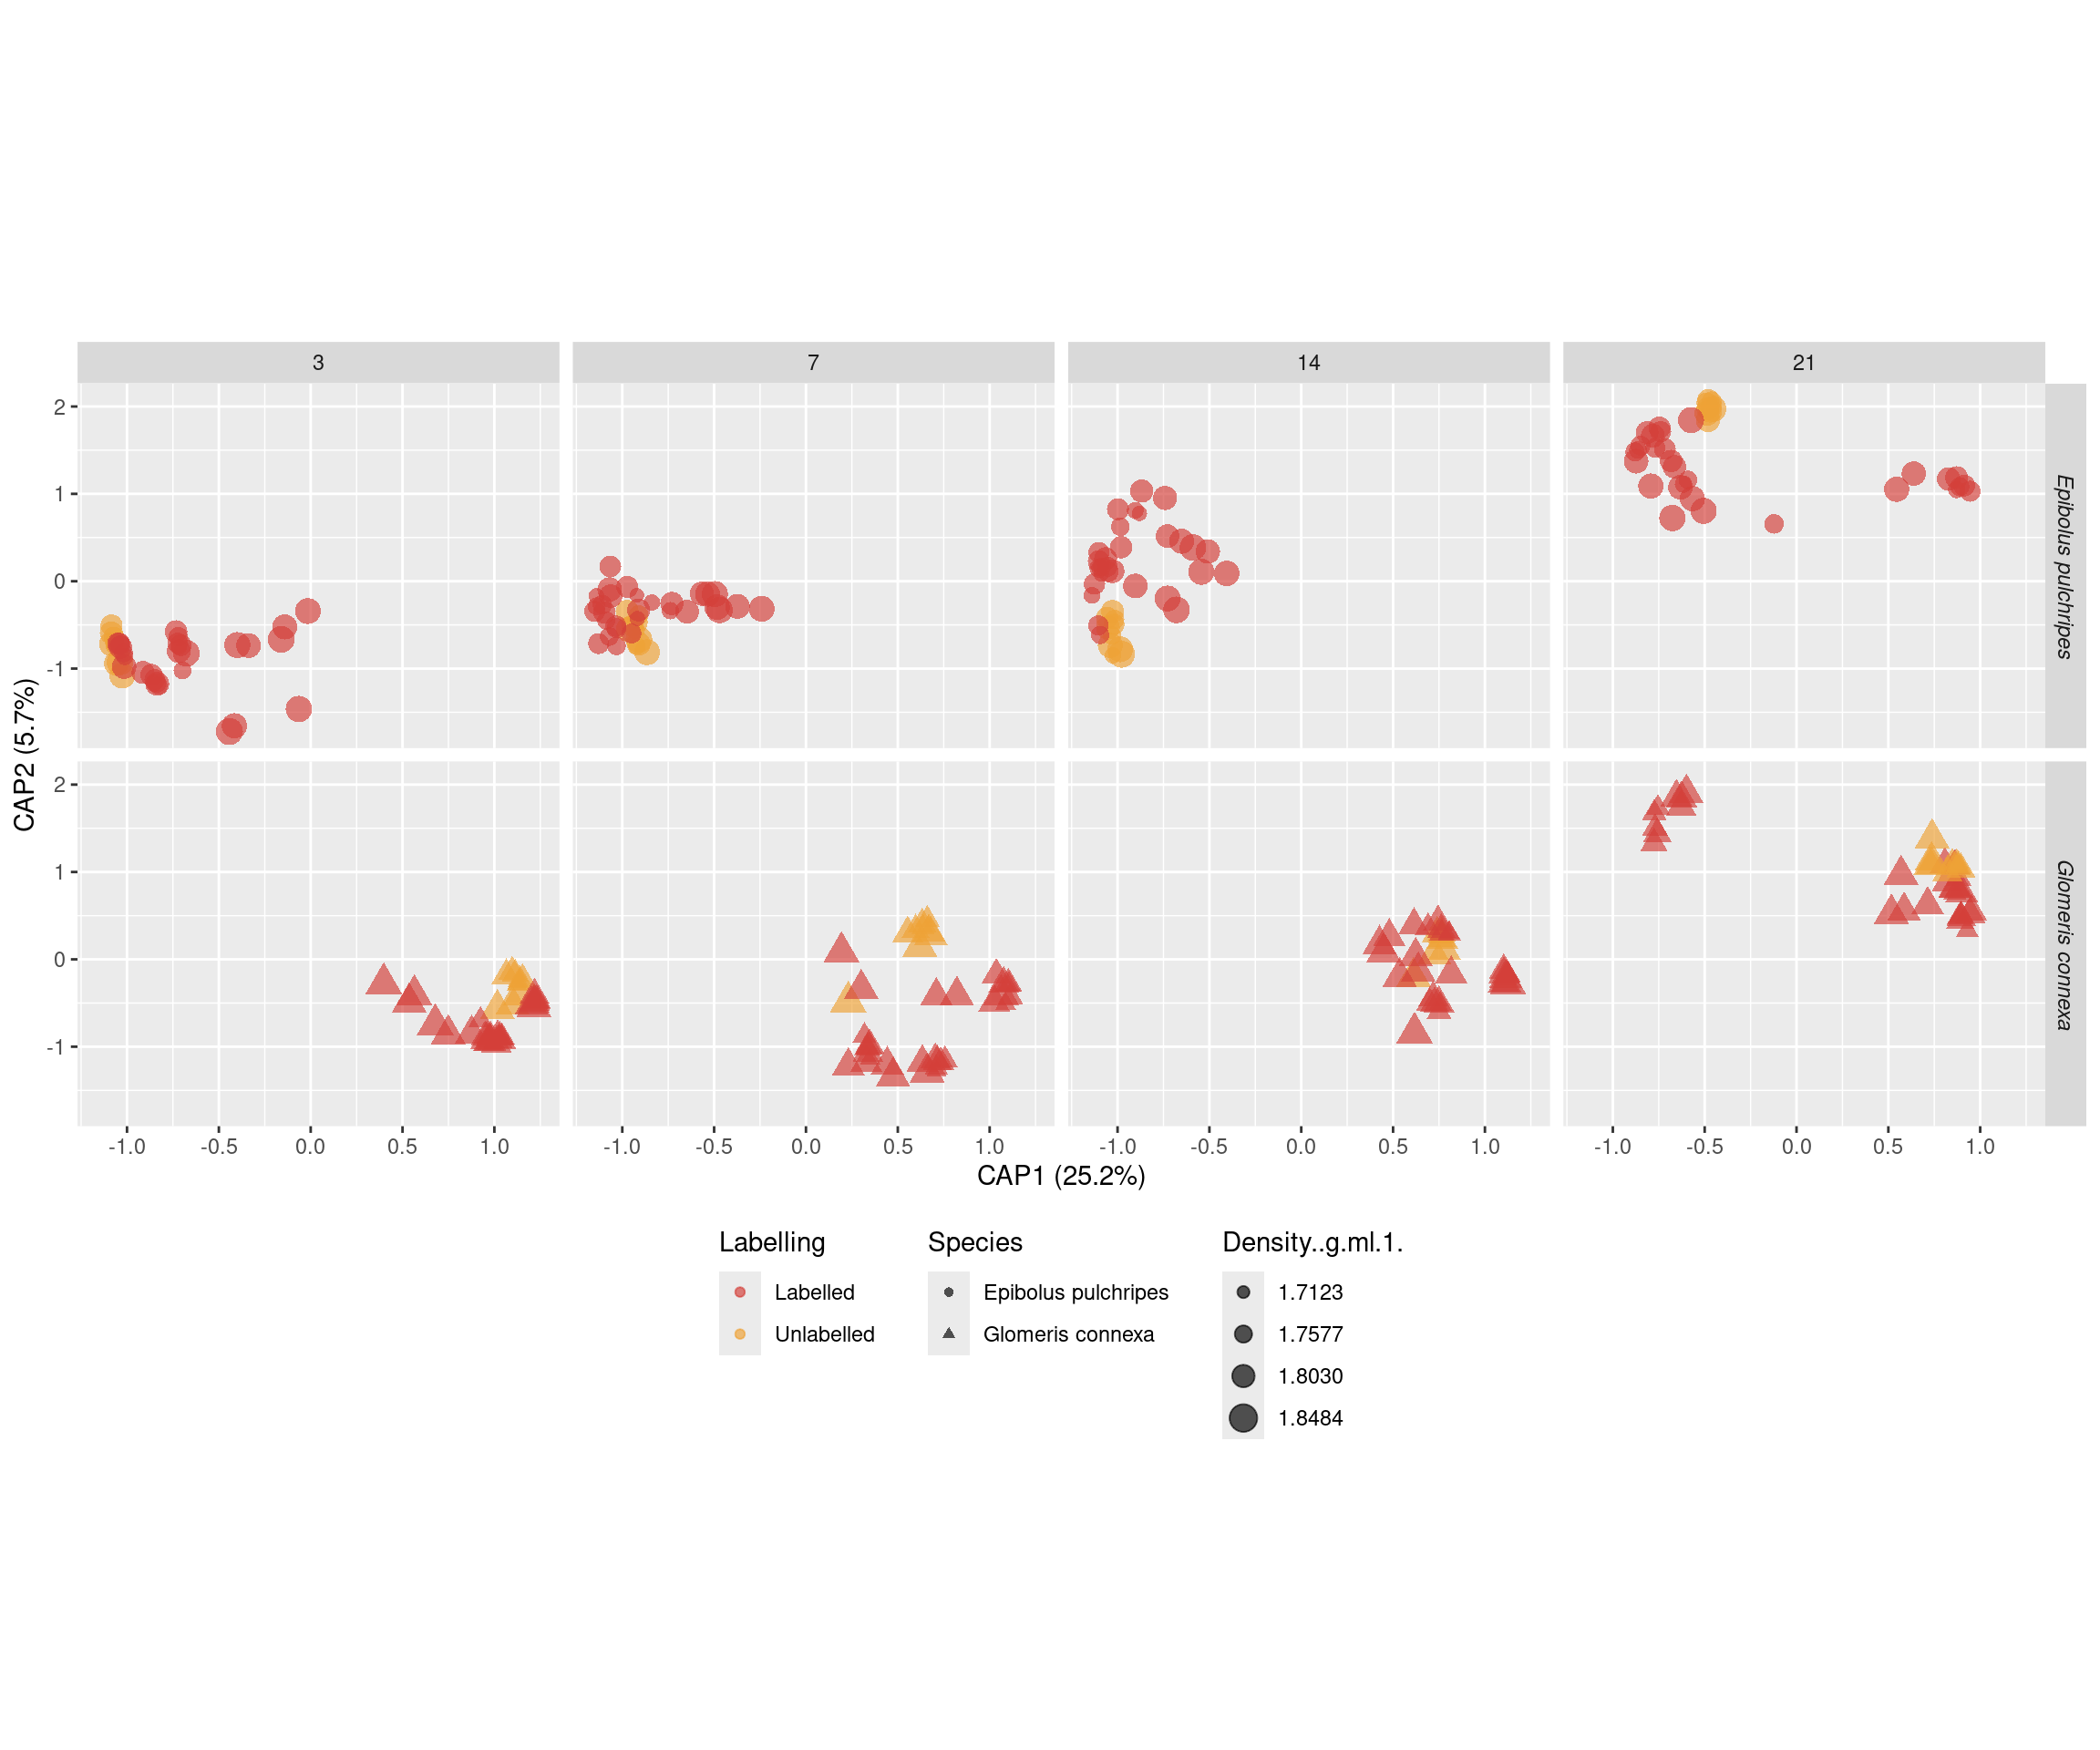 3 7 14 21
2
1
0
-1
Epibolus pulchripes
2
1
0
-1
Glomeris connexa
CAP2 (5.7%)
-1.0 -0.5 0.0 0.5 1.0 -1.0 -0.5 0.0 0.5 1.0 -1.0 -0.5 0.0 0.5 1.0 -1.0 -0.5 0.0 0.5 1.0
CAP1 (25.2%)
Labelling
Labelled
Unlabelled
Species
Epibolus pulchripes
Glomeris connexa
Density..g.ml.1.
1.7123
1.7577
1.8030
1.8484